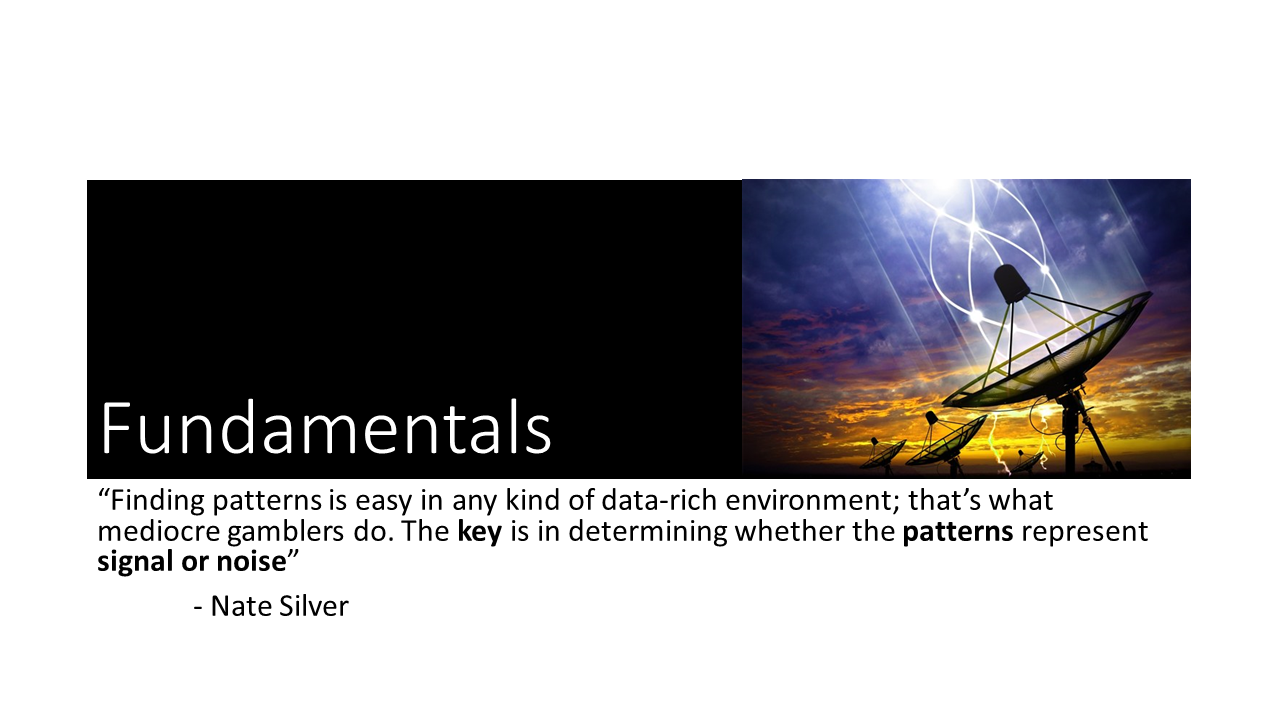 Fundamentals
“Finding patterns is easy in any kind of data-rich environment; that’s what
mediocre gamblers do. The key is in determining whether the patterns represent
signal or noise”
- Nate Silver